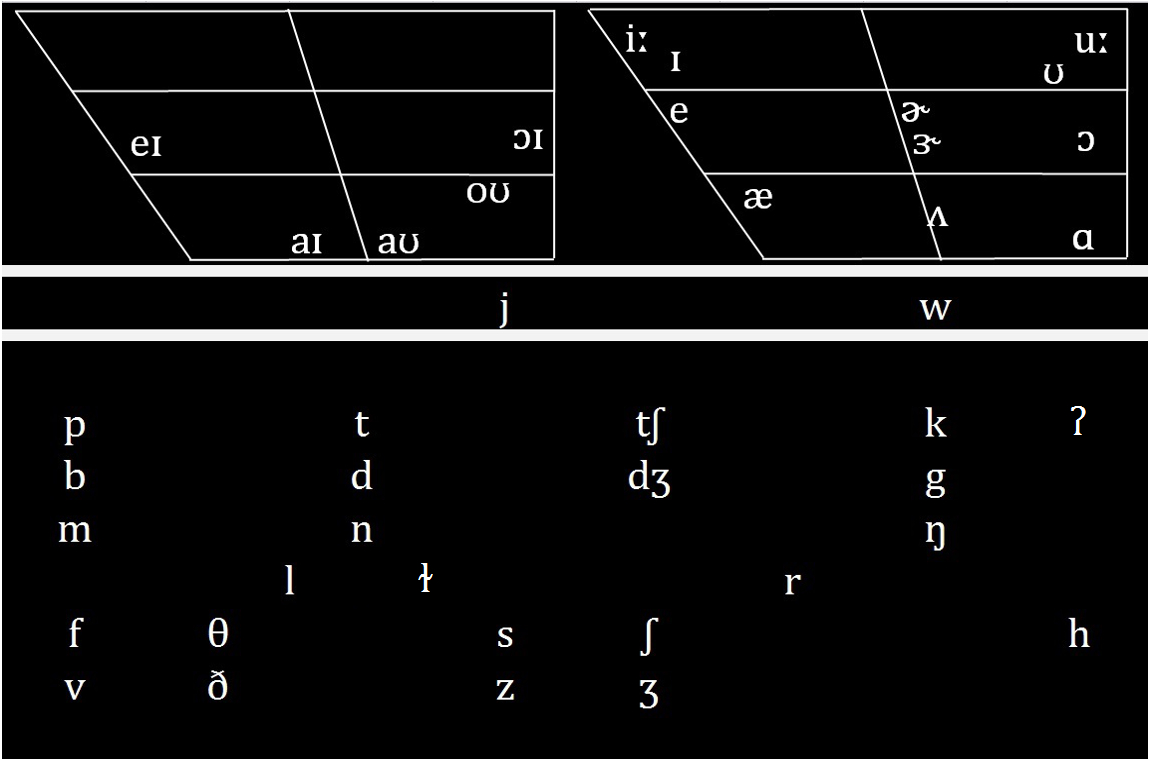 eɪ ɔɪ
oʊ
aɪ aʊ
iː uː
ɪ ʊ
e ɚ
ɝ ɔ
æ
ʌ
ɑ
j w
p t tʃ k ʔ
b d dʒ g
m n ŋ
l ɫ r
f θ s ʃ h
v ð z ʒ